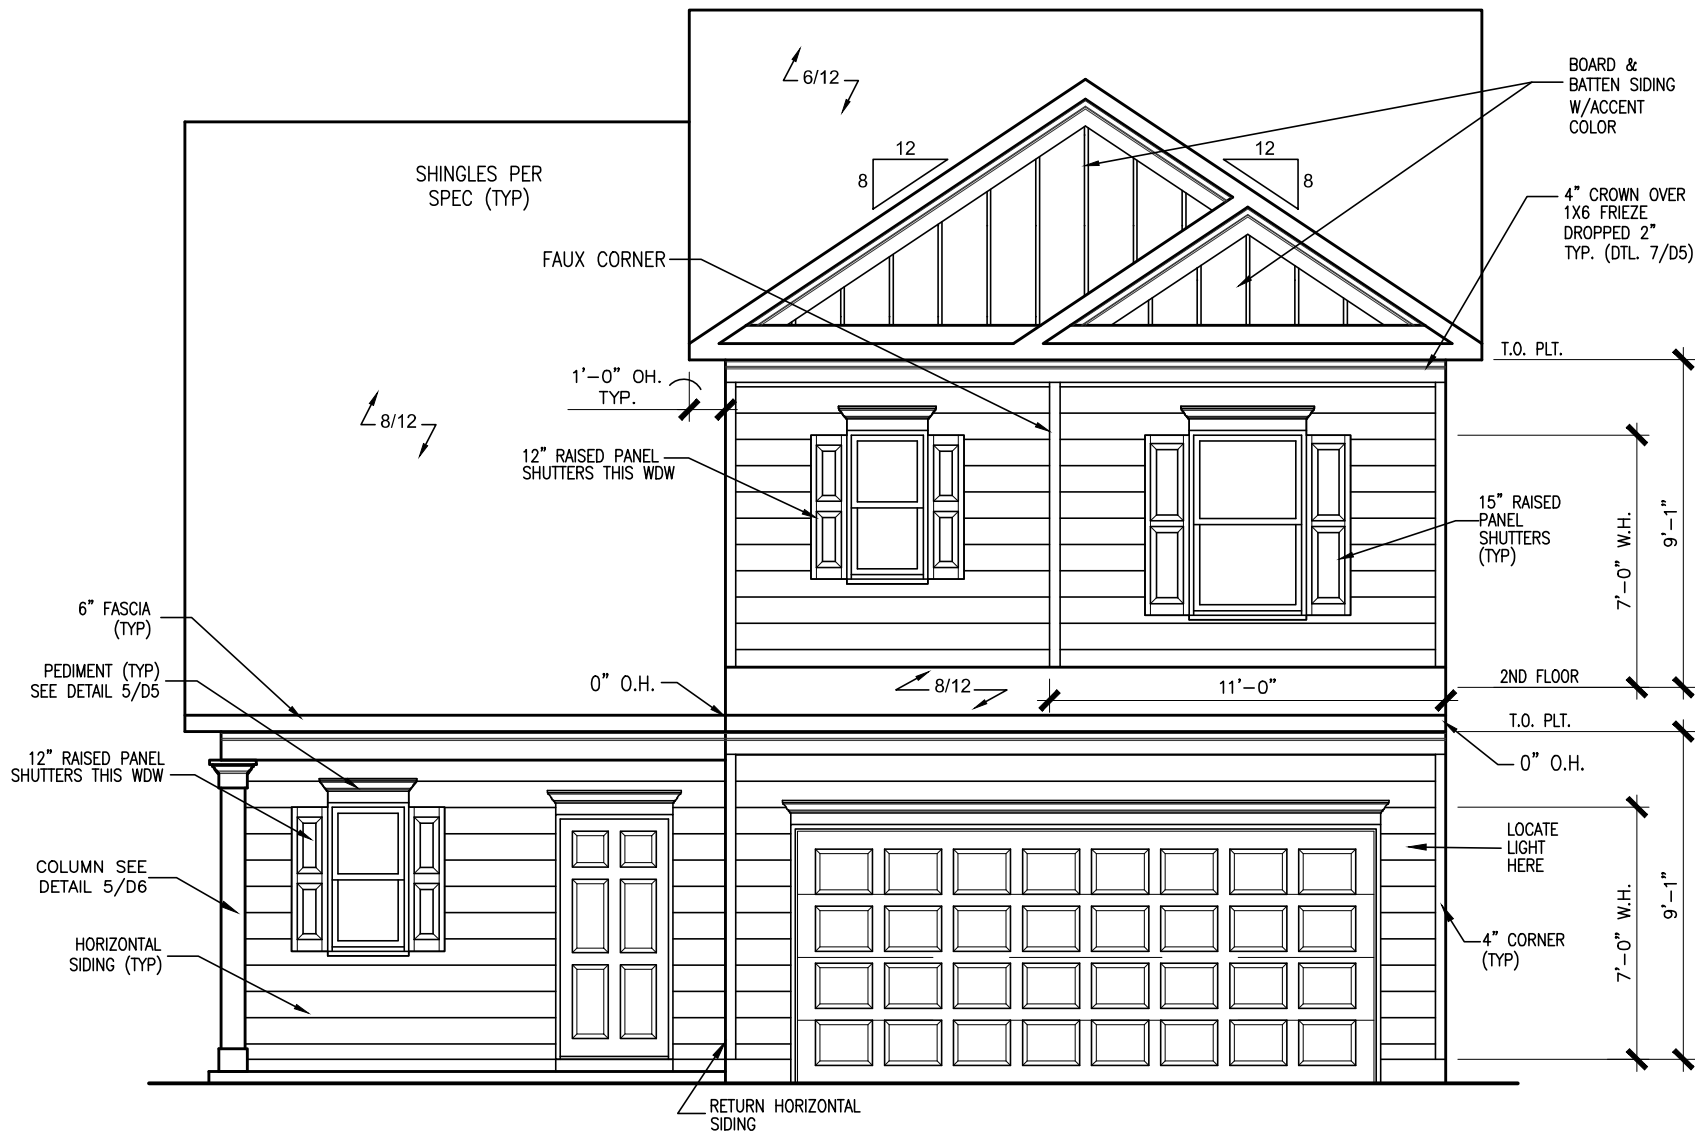 6/12
BOARD &
BATTEN SIDING
W/ACCENT
COLOR
SHINGLES PER
SPEC (TYP)
12
8
12
8
4" CROWN OVER
1X6 FRIEZE
DROPPED 2"
TYP. (DTL. 7/D5)
FAUX CORNER
T.O. PLT.
1'-0" OH.
TYP.
8/12
12" RAISED PANEL
SHUTTERS THIS WDW
15" RAISED
PANEL
SHUTTERS
(TYP)
7'-0" W.H.
9'-1"
6" FASCIA
(TYP)
PEDIMENT (TYP)
SEE DETAIL 5/D5
0" O.H.
8/12
11'-0"
2ND FLOOR
T.O. PLT.
12" RAISED PANEL
SHUTTERS THIS WDW
0" O.H.
LOCATE
LIGHT
HERE
COLUMN SEE
DETAIL 5/D6
7'-0" W.H.
9'-1"
HORIZONTAL
SIDING (TYP)
4" CORNER
(TYP)
RETURN HORIZONTAL
SIDING